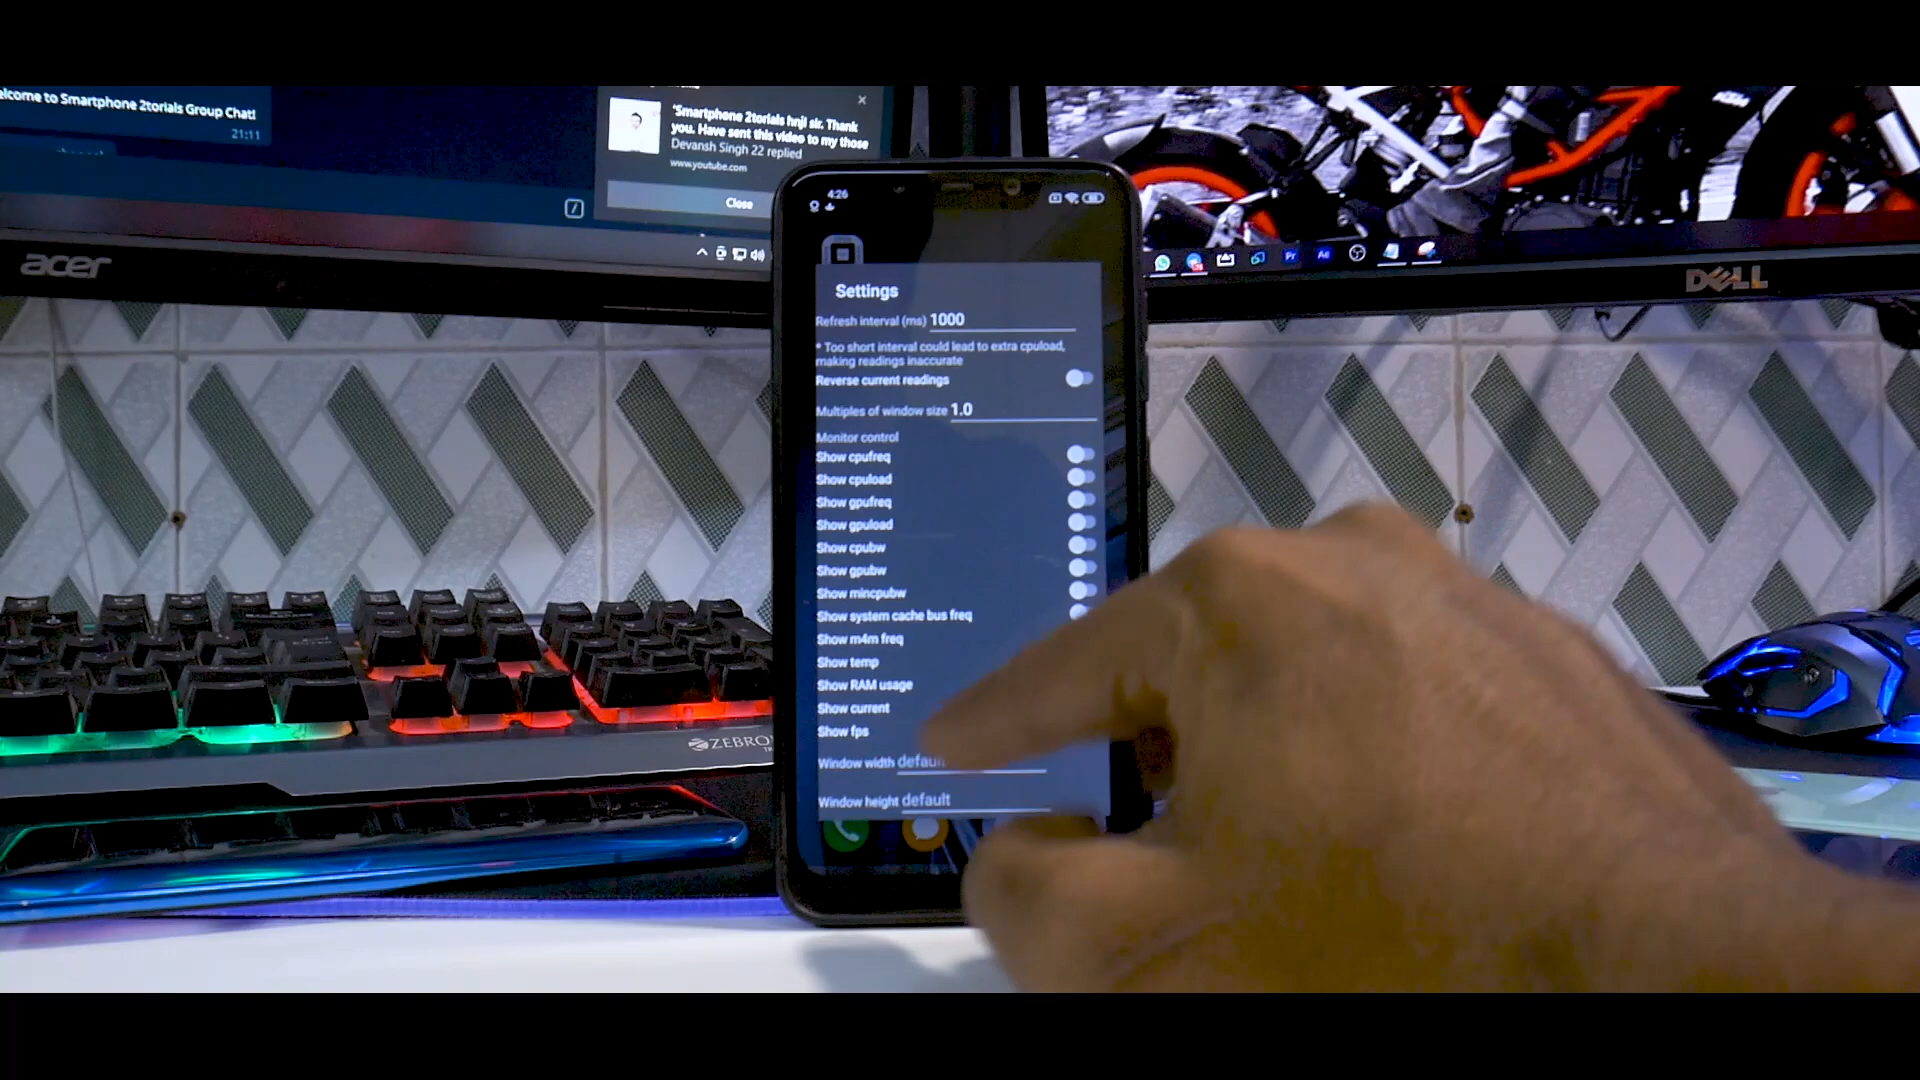 elcome to Smartphone 2torials Group Chat!
21:11
'Smartphone 2torials hnji sir. Thank
you. Have sent this video to my those
Devansh Singh 22 replied
www.youtube.com
Close
acer
DELL
4:26
Settings
Refresh interval (ms) 1000
* Too short interval could lead to extra cpuload,
making readings inaccurate
Reverse current readings
Multiples of window size 1.0
Monitor control
Show cpufreq
Show cpuload
Show gpufreq
Show gpuload
Show cpubw
Show gpubw
Show mincpubw
Show system cache bus freq
Show m4m freq
Show temp
Show RAM usage
Show current
Show fps
Window width default
Window height default
ZEBRO
Pr
Ae